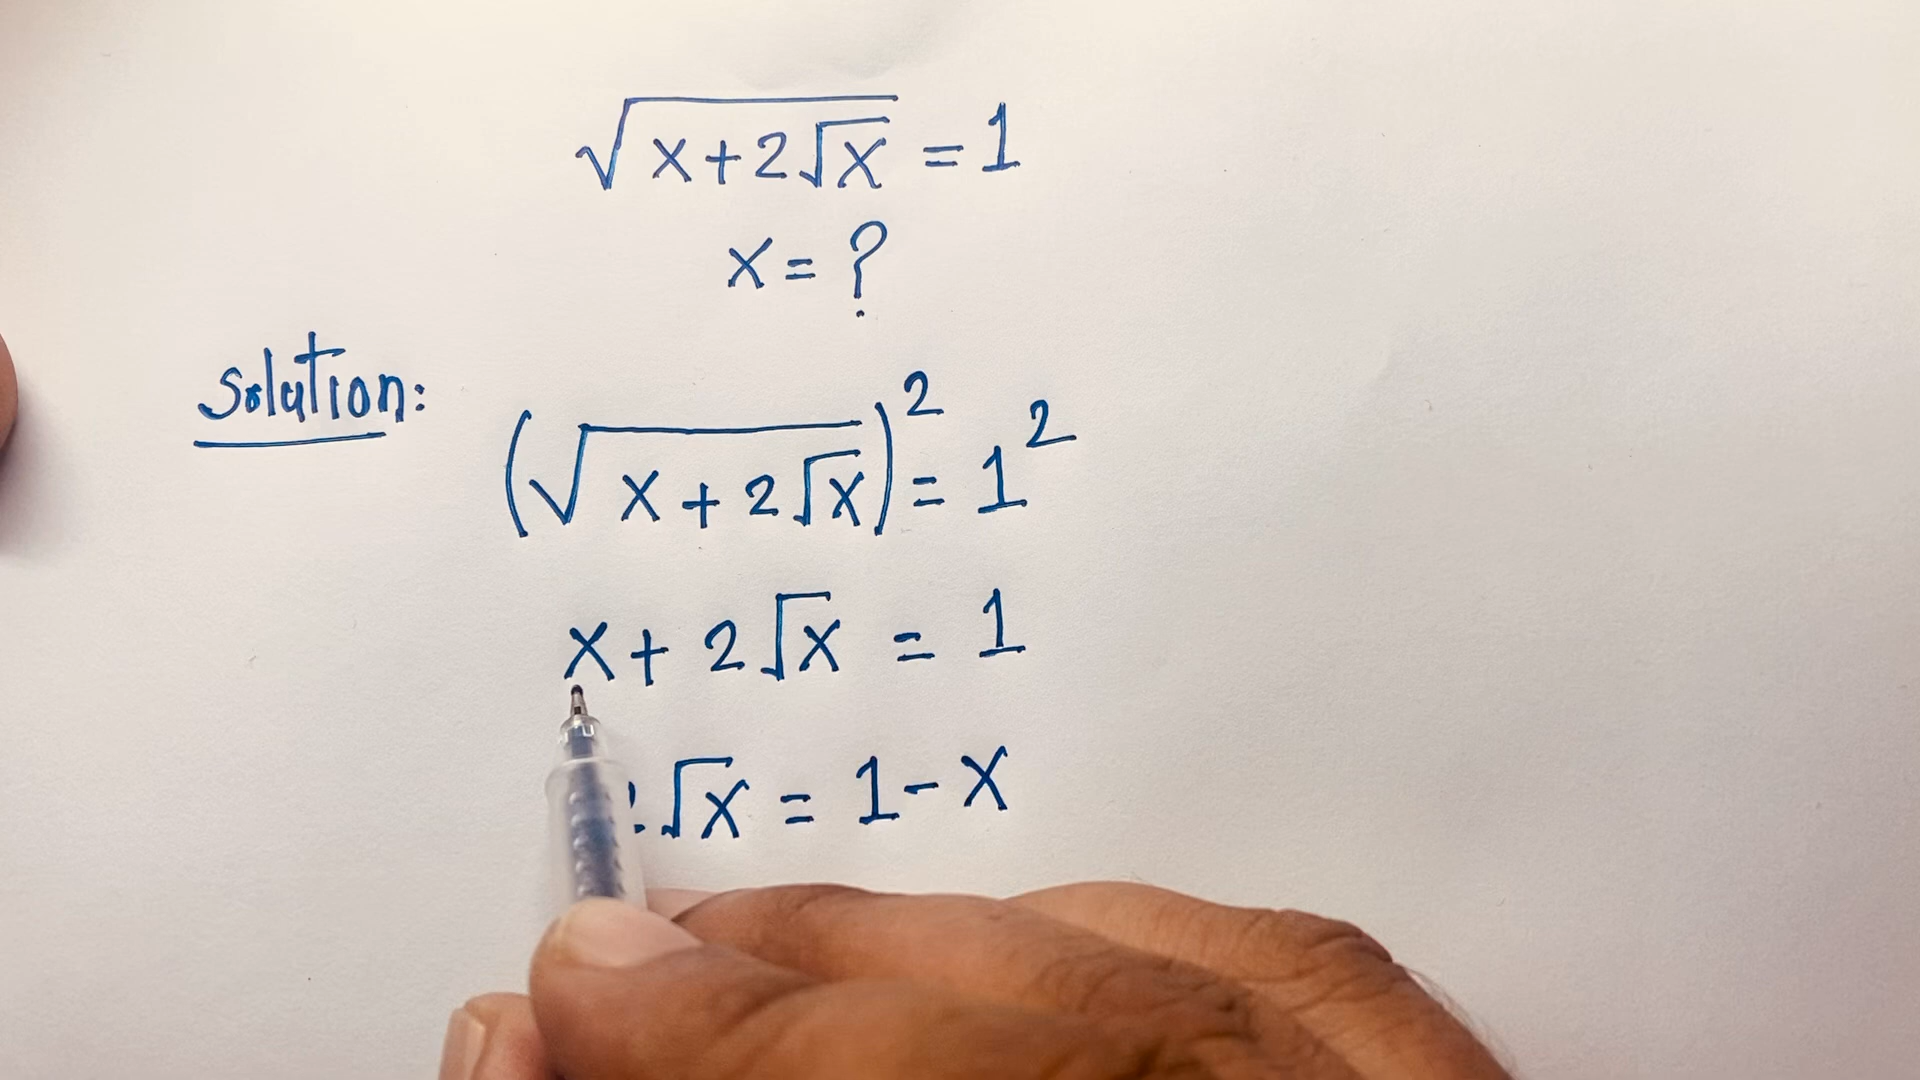 √(x+2√x) = 1
x = ?
Solution:
(√(x+2√x))² = 1²
x + 2√x = 1
√x = 1 - x